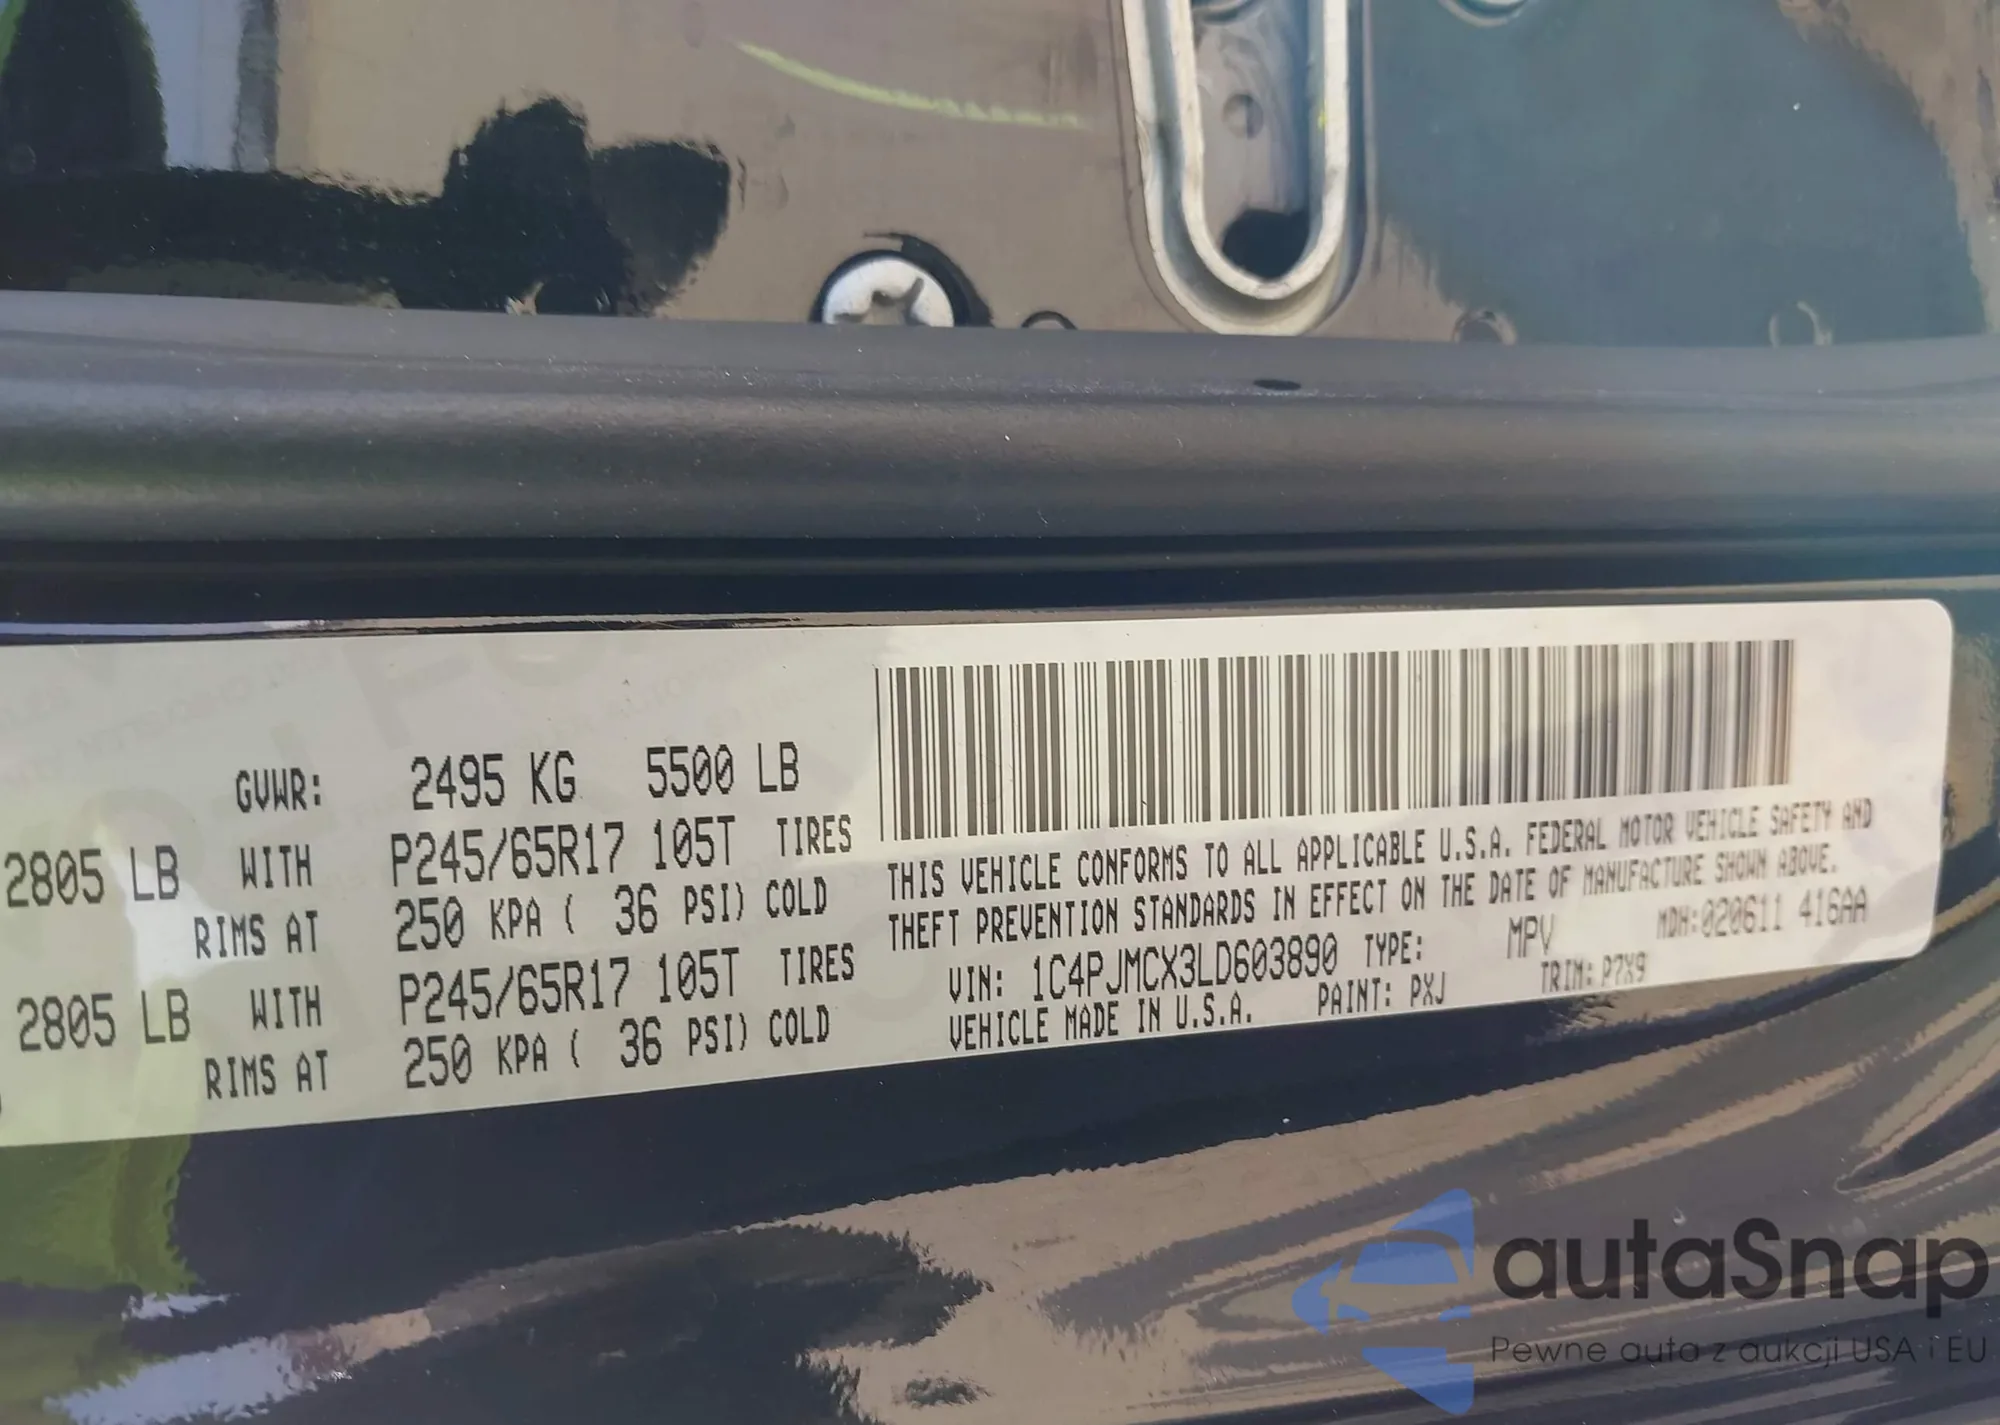 GVWR: 2495 KG 5500 LB
2805 LB WITH P245/65R17 105T TIRES
RIMS AT 250 KPA ( 36 PSI) COLD
2805 LB WITH P245/65R17 105T TIRES
RIMS AT 250 KPA ( 36 PSI) COLD
THIS VEHICLE CONFORMS TO ALL APPLICABLE U.S.A. FEDERAL MOTOR VEHICLE SAFETY AND
THEFT PREVENTION STANDARDS IN EFFECT ON THE DATE OF MANUFACTURE SHOWN ABOVE.
VIN: 1C4PJMCX3LD603890 TYPE: MPV MDH:020611 416AA
VEHICLE MADE IN U.S.A. PAINT: PXJ TRIM: P7X9
autaSnap
Pewne auta z aukcji USA i EU